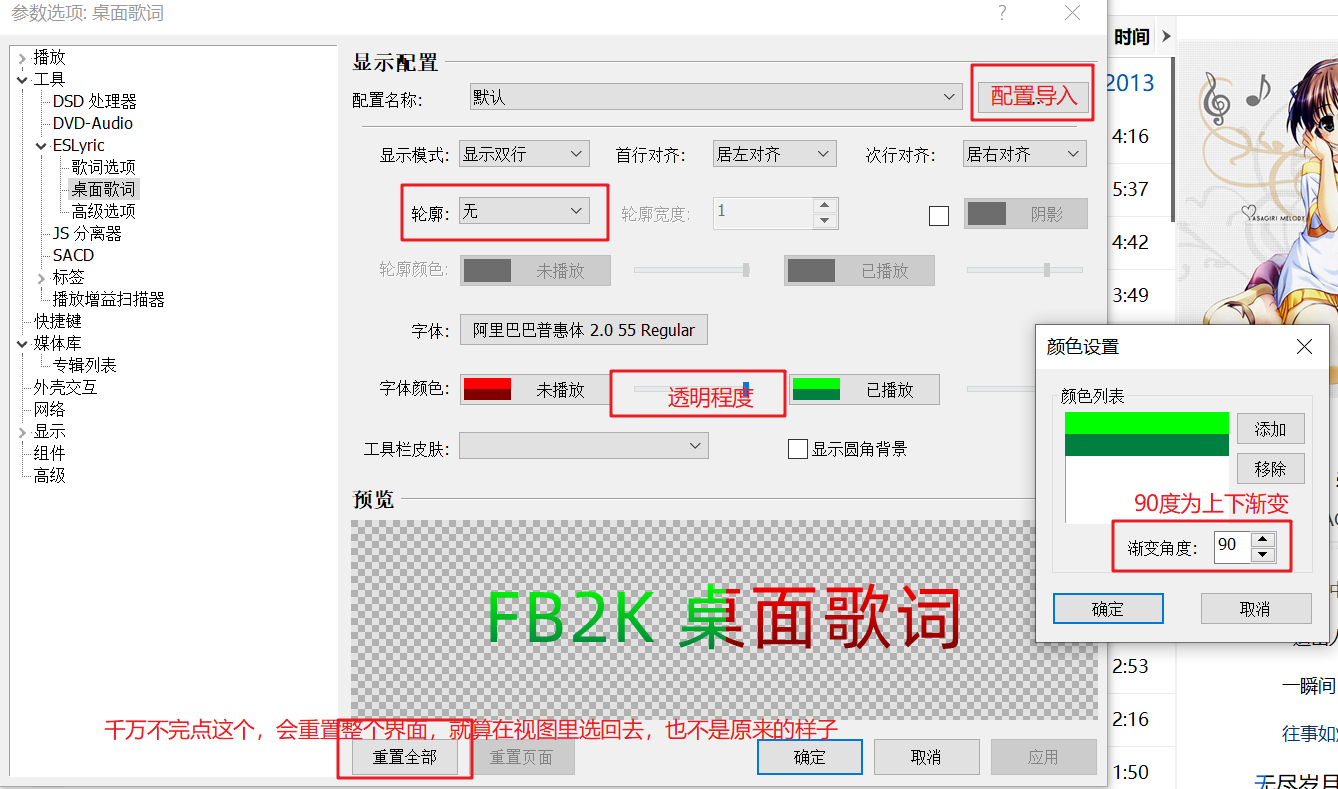 参数选项: 桌面歌词
播放
工具
DSD 处理器
DVD-Audio
ESLyric
歌词选项
桌面歌词
高级选项
JS 分离器
SACD
标签
播放增益扫描器
快捷键
媒体库
专辑列表
外壳交互
网络
显示
组件
高级
显示配置
配置名称:
默认
配置导入
显示模式:
显示双行
首行对齐:
居左对齐
次行对齐:
居右对齐
轮廓:
无
轮廓宽度:
1
阴影
轮廓颜色:
未播放
已播放
字体:
阿里巴巴普惠体 2.0 55 Regular
字体颜色:
未播放
透明程度
已播放
工具栏皮肤:
显示圆角背景
预览
FB2K 桌面歌词
千万不完点这个，会重置整个界面，就算在视图里选回去，也不是原来的样子
重置全部
重置页面
确定
取消
应用
时间
2013
4:16
5:37
4:42
3:49
ASAGIRI MELODY
颜色设置
颜色列表
添加
移除
90度为上下渐变
渐变角度:
90
确定
取消
2:53
2:16
1:50
一瞬间
往事如
无尽岁月